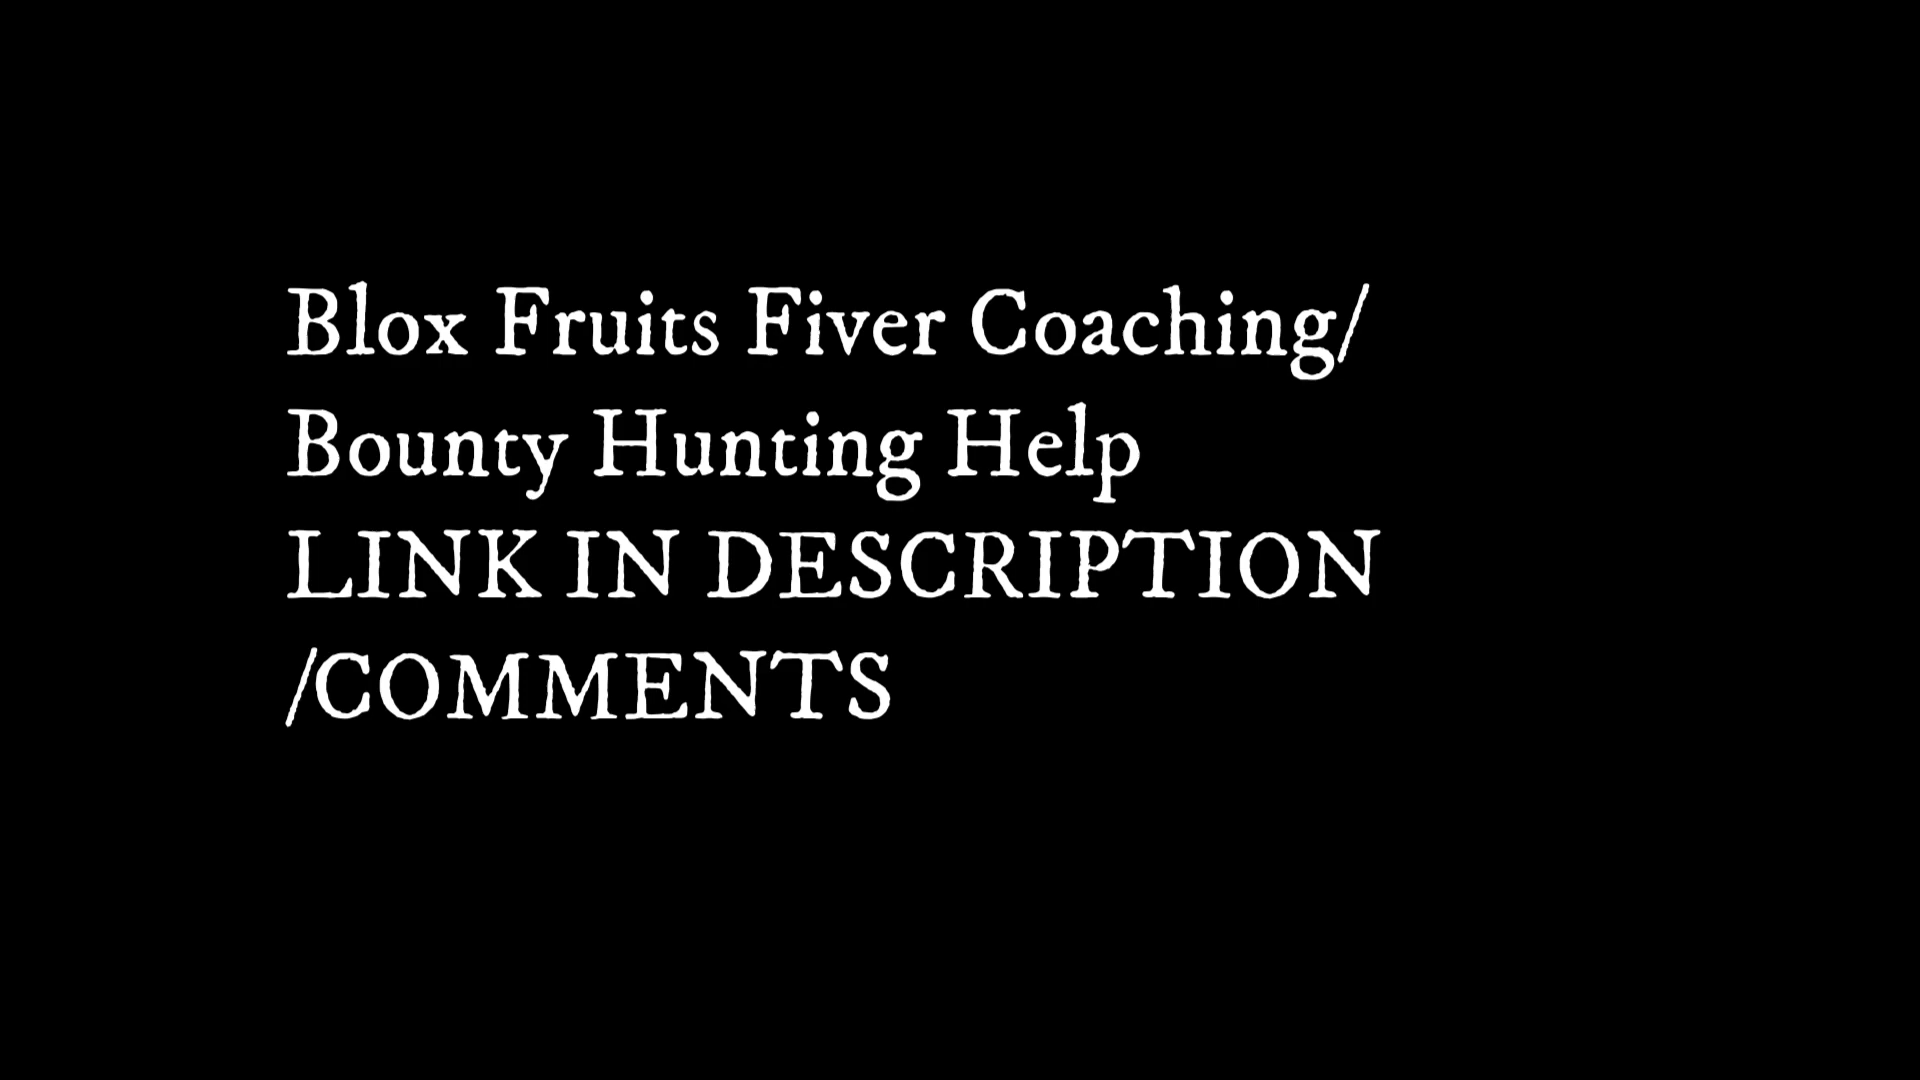 Blox Fruits Fiver Coaching/
Bounty Hunting Help
LINK IN DESCRIPTION
/COMMENTS